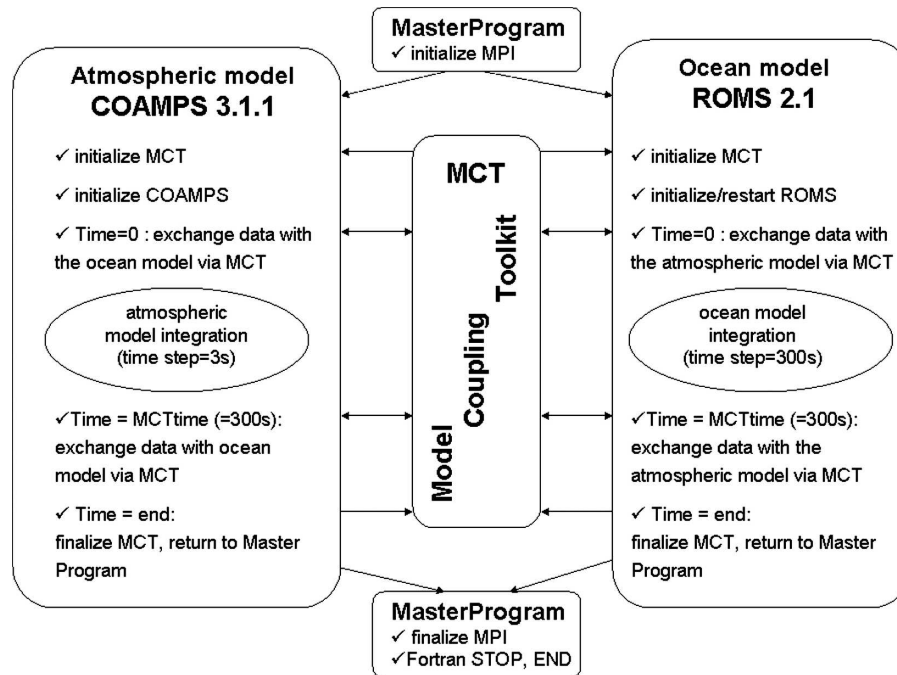 MasterProgram
✓ initialize MPI
Atmospheric model
COAMPS 3.1.1
✓ initialize MCT
✓ initialize COAMPS
✓ Time=0 : exchange data with
the ocean model via MCT
atmospheric
model integration
(time step=3s)
✓Time = MCTtime (=300s):
exchange data with ocean
model via MCT
✓ Time = end:
finalize MCT, return to Master
Program
MCT
Model Coupling Toolkit
Ocean model
ROMS 2.1
✓ initialize MCT
✓ initialize/restart ROMS
✓ Time=0 : exchange data with
the atmospheric model via MCT
ocean model
integration
(time step=300s)
✓Time = MCTtime (=300s):
exchange data with the
atmospheric model via MCT
✓ Time = end:
finalize MCT, return to Master
Program
MasterProgram
✓ finalize MPI
✓Fortran STOP, END